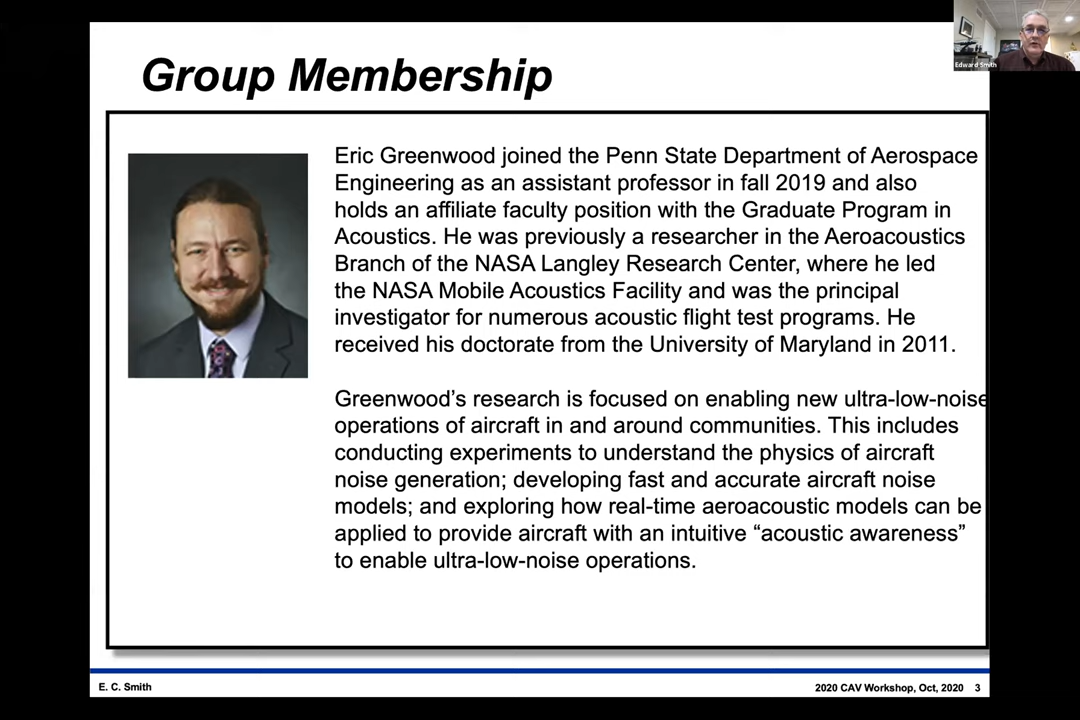 Group Membership
Edward Smith
Eric Greenwood joined the Penn State Department of Aerospace
Engineering as an assistant professor in fall 2019 and also
holds an affiliate faculty position with the Graduate Program in
Acoustics. He was previously a researcher in the Aeroacoustics
Branch of the NASA Langley Research Center, where he led
the NASA Mobile Acoustics Facility and was the principal
investigator for numerous acoustic flight test programs. He
received his doctorate from the University of Maryland in 2011.
Greenwood’s research is focused on enabling new ultra-low-noise
operations of aircraft in and around communities. This includes
conducting experiments to understand the physics of aircraft
noise generation; developing fast and accurate aircraft noise
models; and exploring how real-time aeroacoustic models can be
applied to provide aircraft with an intuitive “acoustic awareness”
to enable ultra-low-noise operations.
E. C. Smith
2020 CAV Workshop, Oct, 2020 3